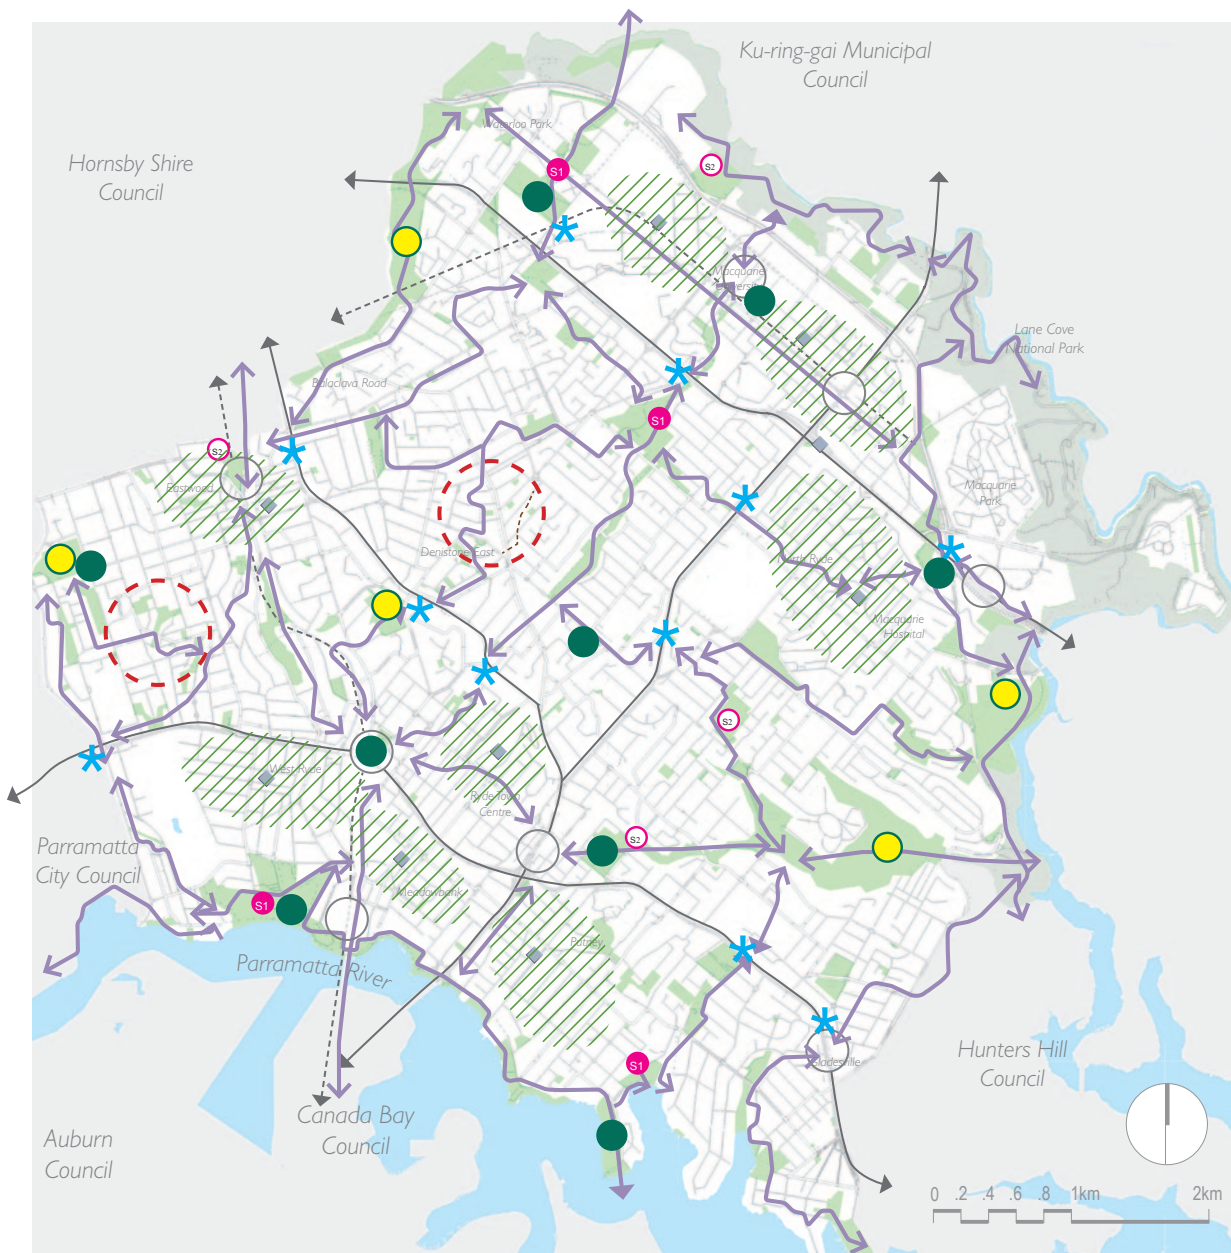 Ku-ring-gai Municipal
Council
Waterloo Park
Hornsby Shire
Council
S1
S2
Macquarie
University
Lane Cove
National Park
Balaclava Road
S1
S2
Eastwood
Macquarie
Park
Denistone East
North Ryde
Macquarie
Hospital
S2
West Ryde
Ryde Town
Centre
S2
Parramatta
City Council
Meadowbank
S1
Putney
Parramatta River
Hunters Hill
Council
S1
Gladesville
Canada Bay
Council
Auburn
Council
0 .2 .4 .6 .8 1km 2km